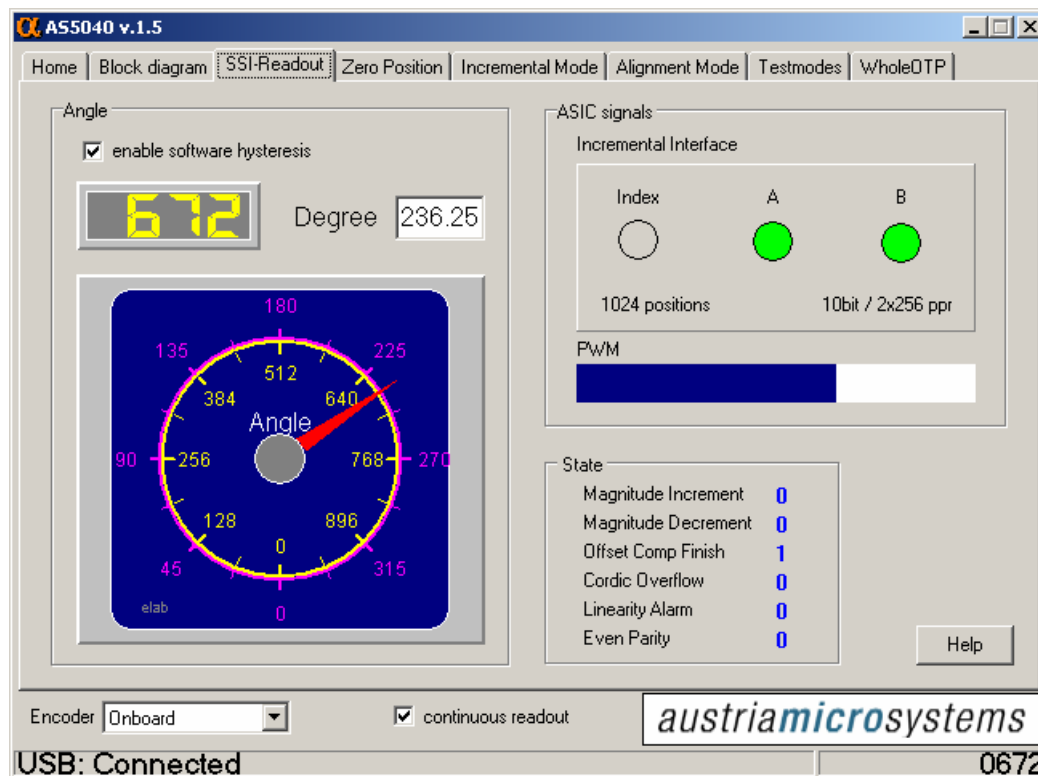 AS5040 v.1.5
Home Block diagram SSI-Readout Zero Position Incremental Mode Alignment Mode Testmodes WholeOTP
Angle
enable software hysteresis
672 Degree 236.25
180
135 225
512
384 640
Angle
90 256 768 270
128 896
0
45 315
elab 0
ASIC signals
Incremental Interface
Index A B
1024 positions 10bit / 2x256 ppr
PWM
State
Magnitude Increment 0
Magnitude Decrement 0
Offset Comp Finish 1
Cordic Overflow 0
Linearity Alarm 0
Even Parity 0
Help
Encoder Onboard continuous readout austriamicrosystems
USB: Connected 0672